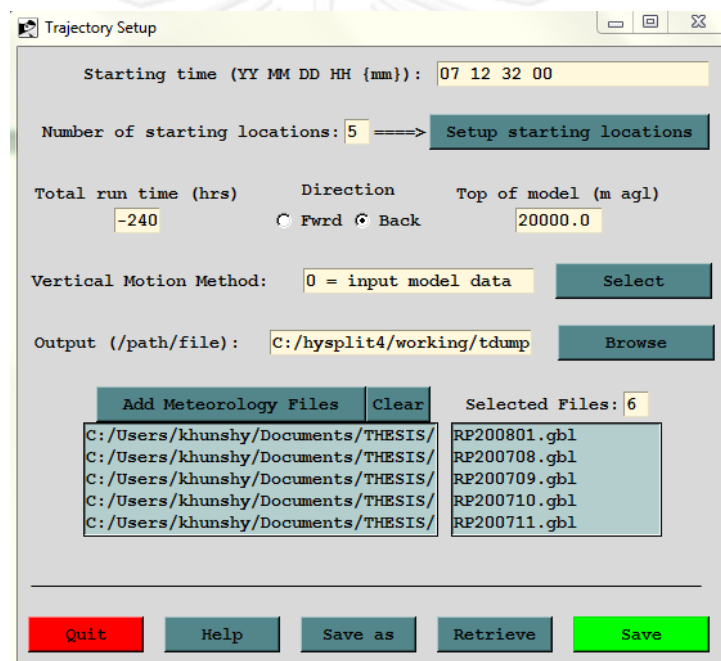 Trajectory Setup
Starting time (YY MM DD HH {mm}): 07 12 32 00
Number of starting locations: 5 ====> Setup starting locations
Total run time (hrs) Direction Top of model (m agl)
-240 Fwrd Back 20000.0
Vertical Motion Method: 0 = input model data Select
Output (/path/file): C:/hysplit4/working/tdump Browse
Add Meteorology Files Clear Selected Files: 6
C:/Users/khunshy/Documents/THESIS/ RP200801.gbl
C:/Users/khunshy/Documents/THESIS/ RP200708.gbl
C:/Users/khunshy/Documents/THESIS/ RP200709.gbl
C:/Users/khunshy/Documents/THESIS/ RP200710.gbl
C:/Users/khunshy/Documents/THESIS/ RP200711.gbl
Quit Help Save as Retrieve Save